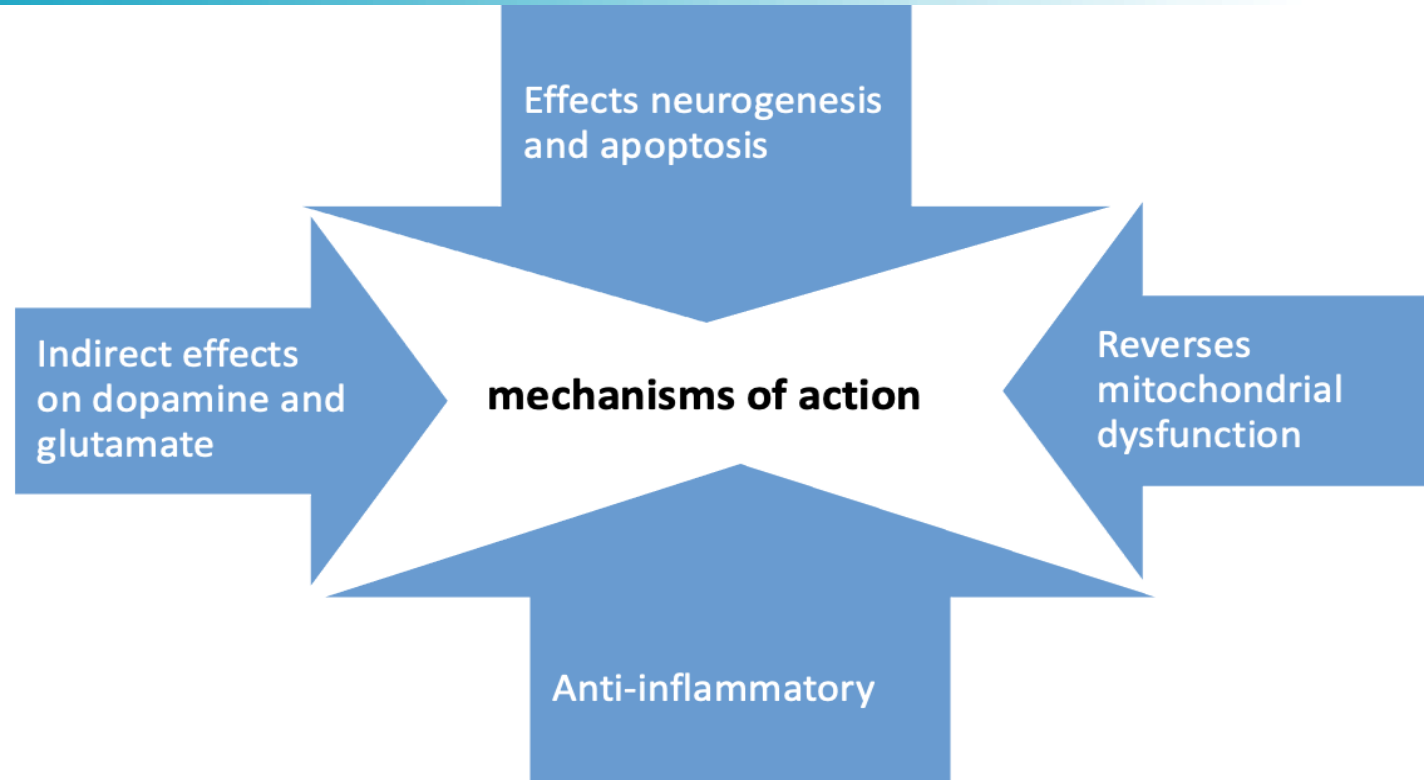 Effects neurogenesis
and apoptosis
Indirect effects
on dopamine and
glutamate
mechanisms of action
Reverses
mitochondrial
dysfunction
Anti-inflammatory